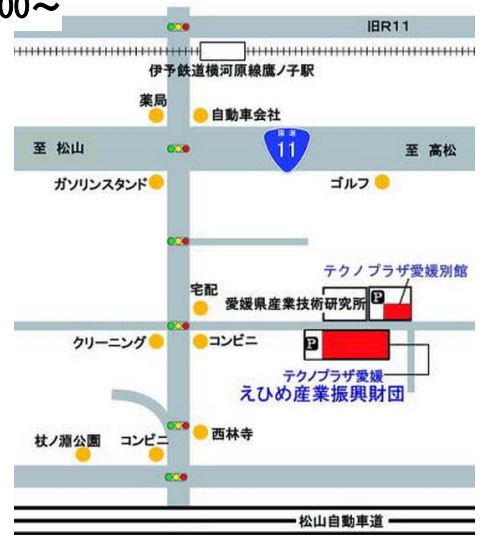 00～
旧R11
伊予鉄道横河原線鷹ノ子駅
薬局
自動車会社
至 松山
国道
11
至 高松
ガソリンスタンド
ゴルフ
テクノプラザ愛媛別館
宅配
愛媛県産業技術研究所
P
クリーニング
コンビニ
P
テクノプラザ愛媛
えひめ産業振興財団
杖ノ淵公園
コンビニ
西林寺
松山自動車道